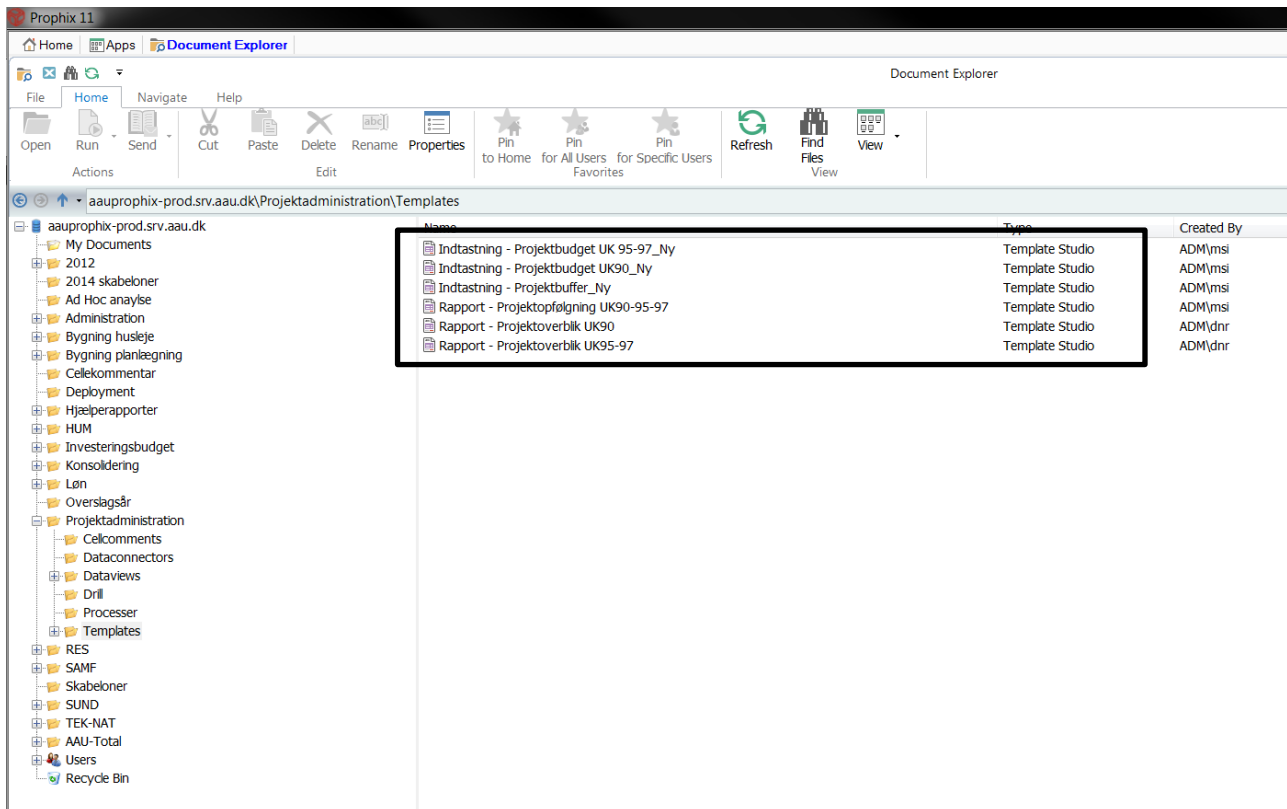 Prophix 11
Home Apps Document Explorer
Document Explorer
File Home Navigate Help
Open Run Send Cut Paste Delete abc Rename Properties Pin to Home Pin for All Users Pin for Specific Users Refresh Find Files View
Actions Edit Favorites View
aauprophix-prod.srv.aau.dk\Projektadministration\Templates
aauprophix-prod.srv.aau.dk
My Documents
2012
2014 skabeloner
Ad Hoc anaylse
Administration
Bygning husleje
Bygning planlægning
Cellekommentar
Deployment
Hjælperapporter
HUM
Investeringsbudget
Konsolidering
Løn
Overslagsår
Projektadministration
Cellcomments
Dataconnectors
Dataviews
Drill
Processer
Templates
RES
SAMF
Skabeloner
SUND
TEK-NAT
AAU-Total
Users
Recycle Bin
Name Type Created By
Indtastning - Projektbudget UK 95-97_Ny Template Studio ADM\msi
Indtastning - Projektbudget UK90_Ny Template Studio ADM\msi
Indtastning - Projektbuffer_Ny Template Studio ADM\msi
Rapport - Projektopfølgning UK90-95-97 Template Studio ADM\msi
Rapport - Projektoverblik UK90 Template Studio ADM\dnr
Rapport - Projektoverblik UK95-97 Template Studio ADM\dnr